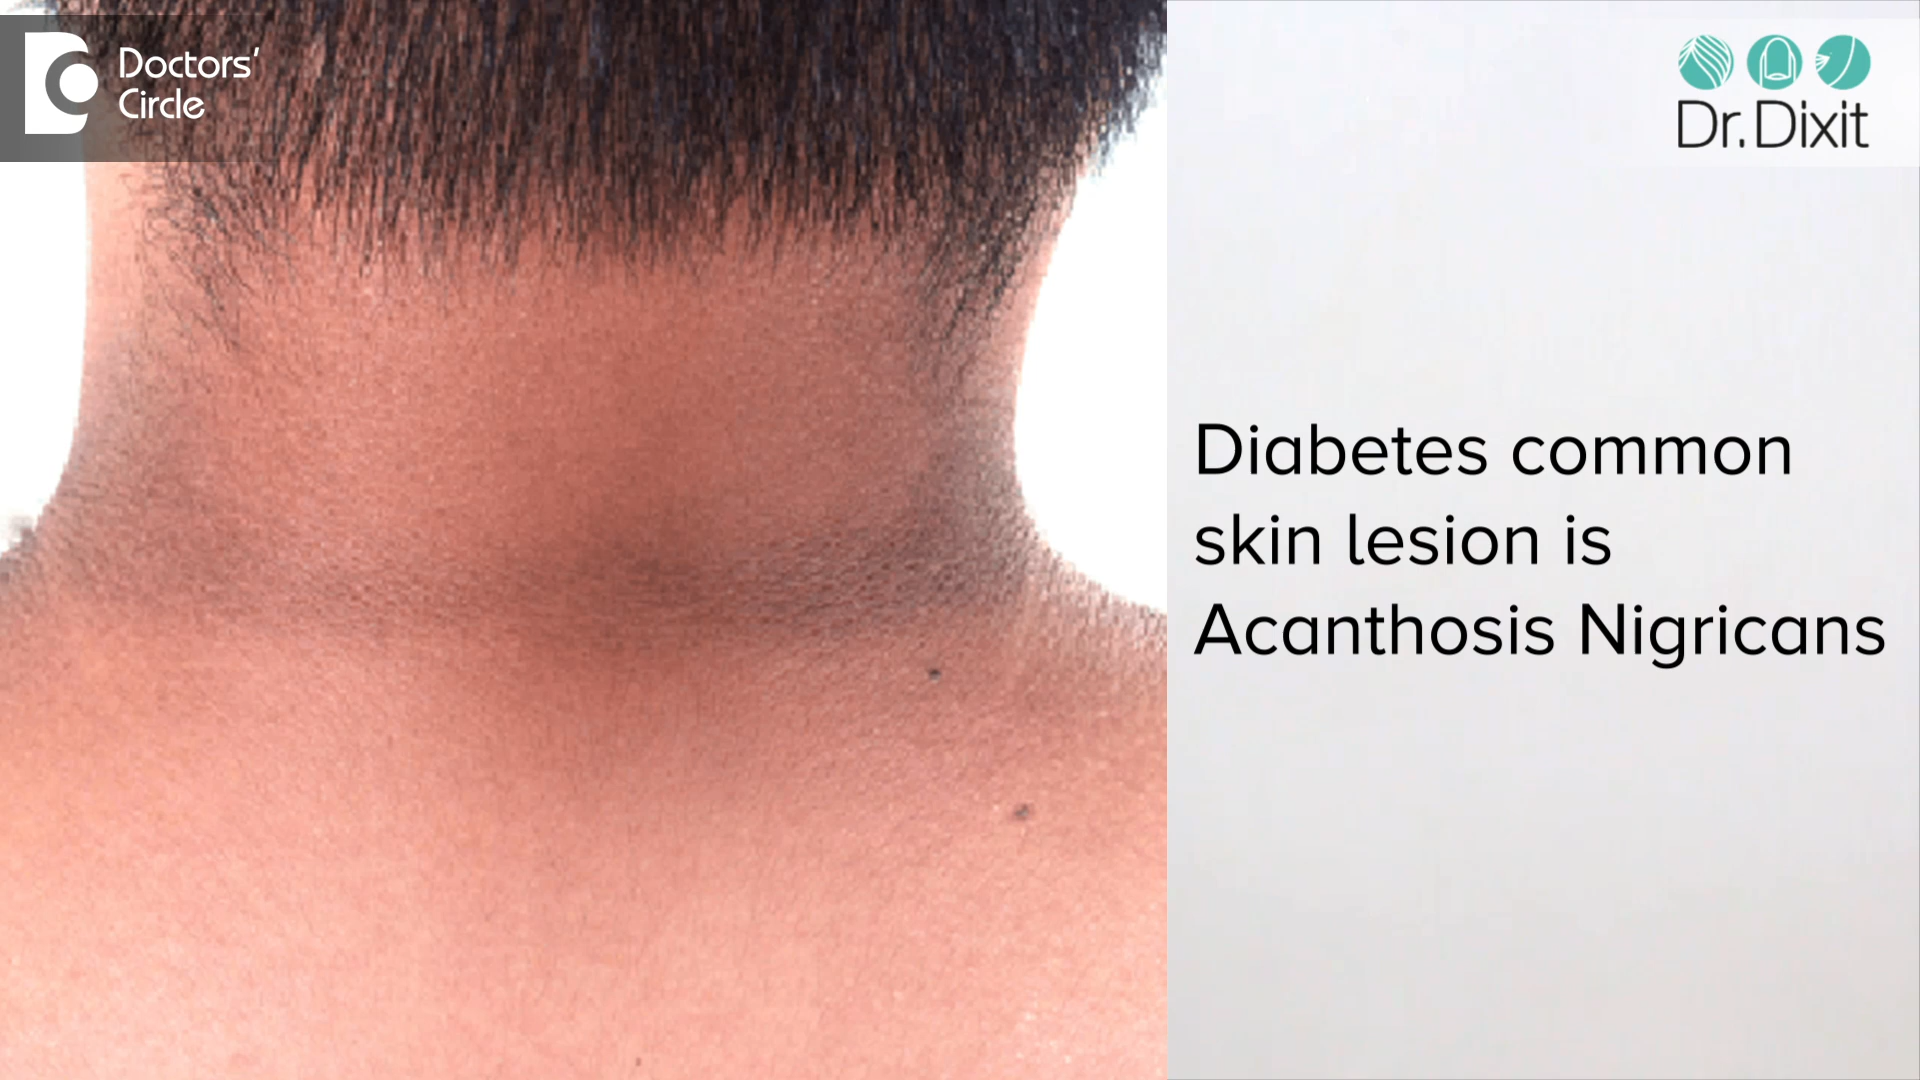 Doctors'
Circle
Dr. Dixit
Diabetes common
skin lesion is
Acanthosis Nigricans